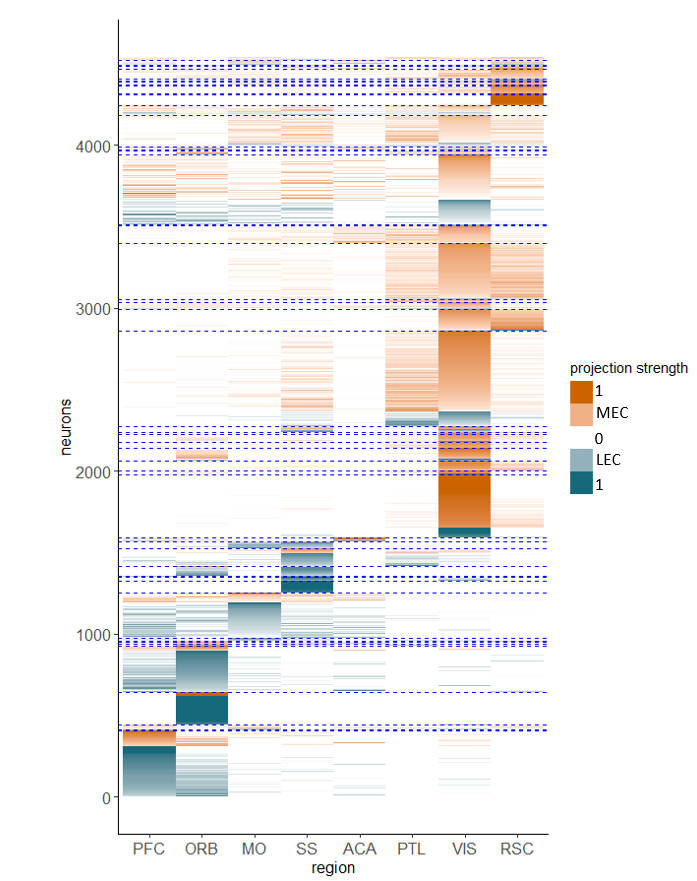 4000
3000
2000
1000
0
neurons
PFC ORB MO SS ACA PTL VIS RSC
region
projection strength
1
MEC
0
LEC
1